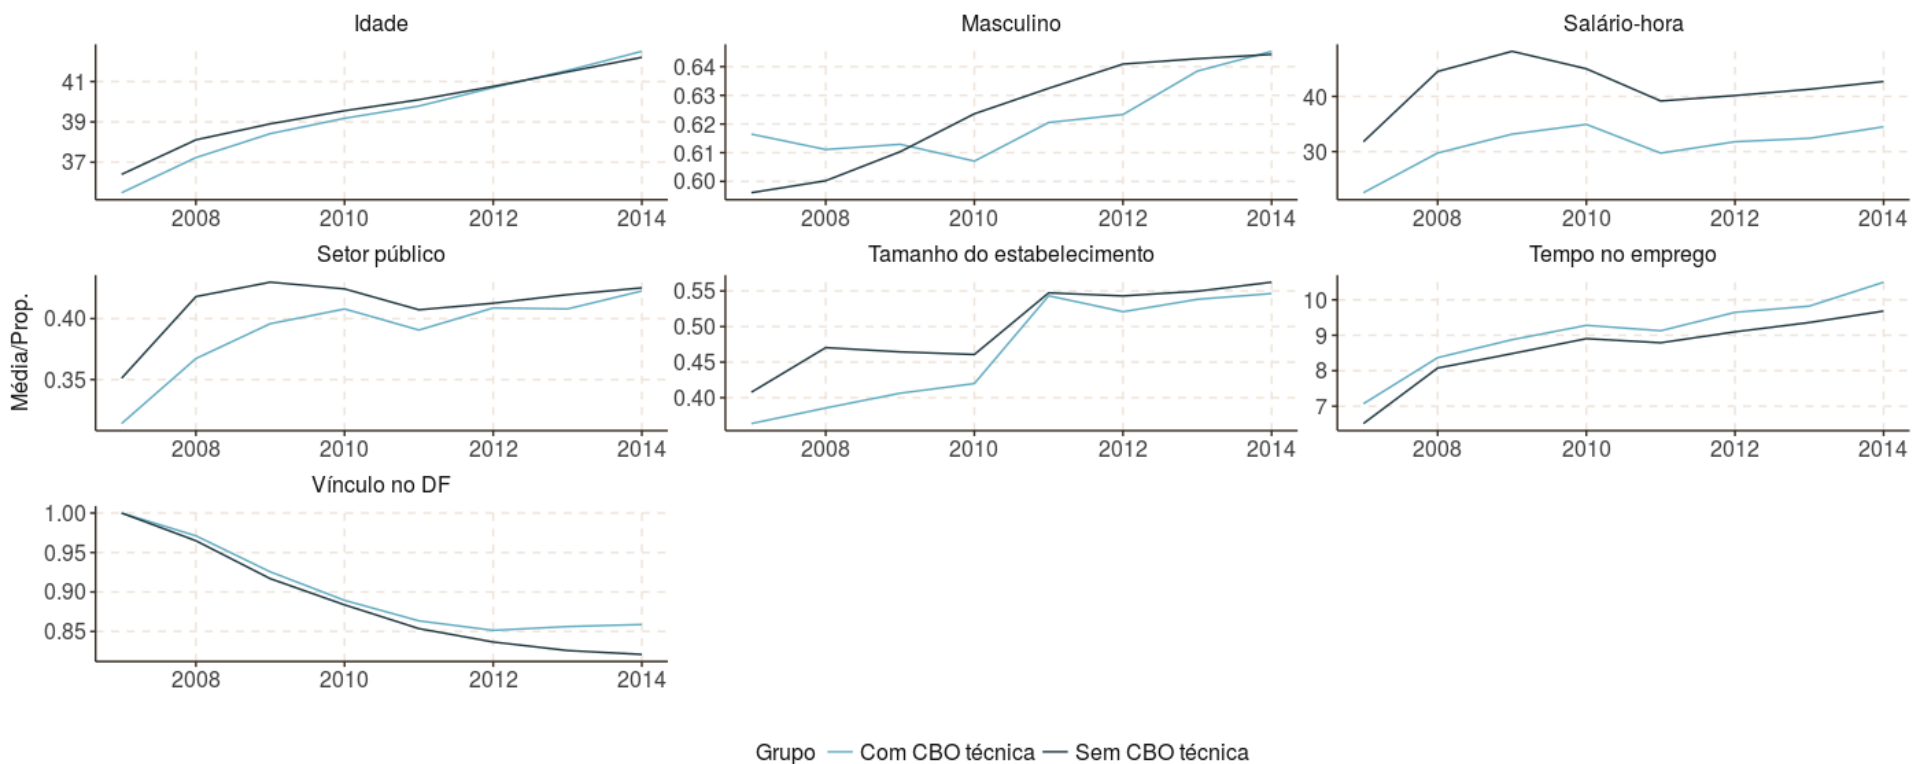 Idade
Masculino
Salário-hora
41
39
37
2008 2010 2012 2014
0.64
0.63
0.62
0.61
0.60
2008 2010 2012 2014
40
30
2008 2010 2012 2014
Média/Prop.
Setor público
Tamanho do estabelecimento
Tempo no emprego
0.40
0.35
2008 2010 2012 2014
0.55
0.50
0.45
0.40
2008 2010 2012 2014
10
9
8
7
2008 2010 2012 2014
Vínculo no DF
1.00
0.95
0.90
0.85
2008 2010 2012 2014
Grupo Com CBO técnica Sem CBO técnica